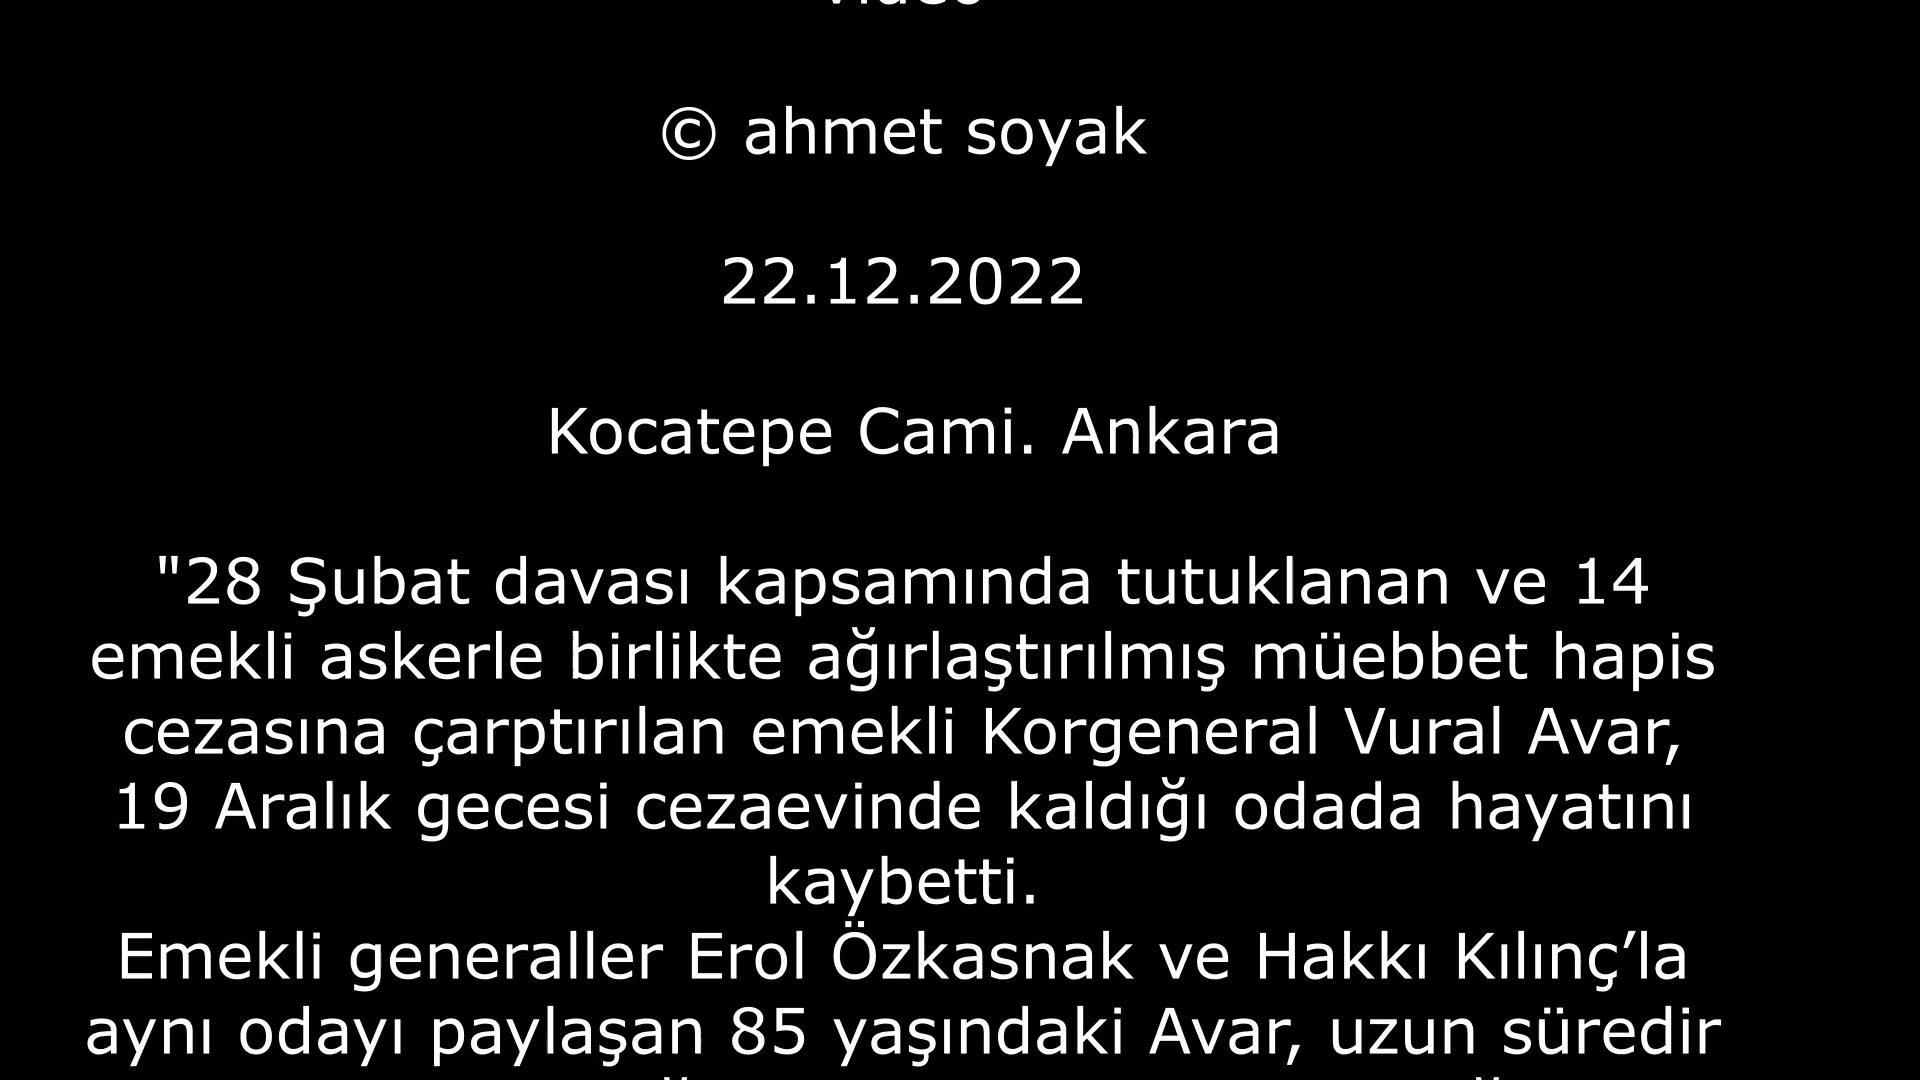 video
© ahmet soyak
22.12.2022
Kocatepe Cami. Ankara
"28 Şubat davası kapsamında tutuklanan ve 14
emekli askerle birlikte ağırlaştırılmış müebbet hapis
cezasına çarptırılan emekli Korgeneral Vural Avar,
19 Aralık gecesi cezaevinde kaldığı odada hayatını
kaybetti.
Emekli generaller Erol Özkasnak ve Hakkı Kılınç’la
aynı odayı paylaşan 85 yaşındaki Avar, uzun süredir